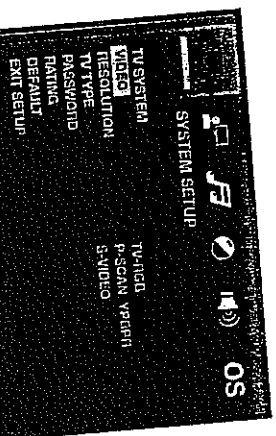 OS
SYSTEM SETUP
TV SYSTEM
VIDEO
RESOLUTION
TV TYPE
PASSWORD
RATING
DEFAULT
EXIT SETUP
TV-RGB
P-SCAN YPBPR
S-VIDEO